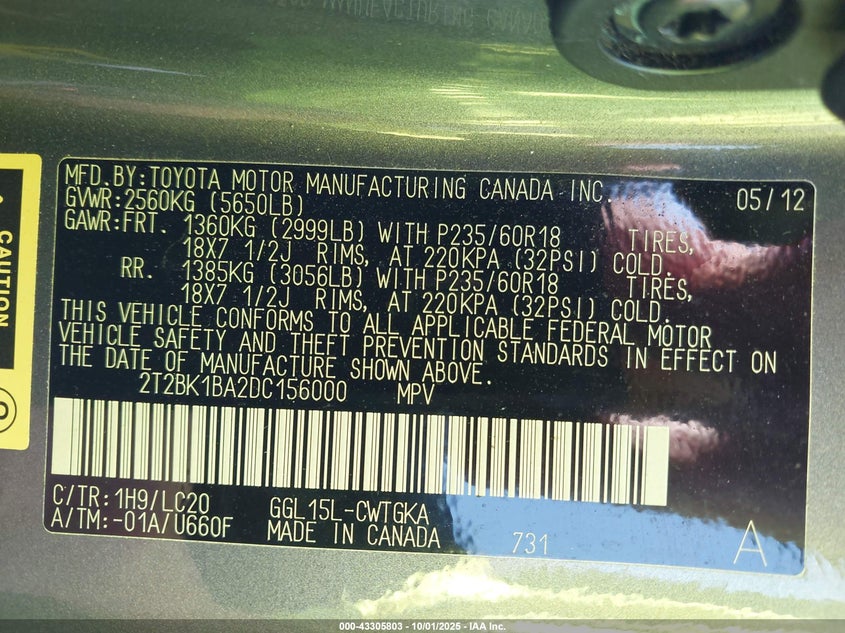 MFD.BY:TOYOTA MOTOR MANUFACTURING CANADA INC. 05/12
GVWR:2560KG (5650LB)
GAWR:FRT. 1360KG (2999LB) WITH P235/60R18 TIRES,
18X7 1/2J RIMS, AT 220KPA (32PSI) COLD.
RR. 1385KG (3056LB) WITH P235/60R18 TIRES,
18X7 1/2J RIMS, AT 220KPA (32PSI) COLD.
THIS VEHICLE CONFORMS TO ALL APPLICABLE FEDERAL MOTOR
VEHICLE SAFETY AND THEFT PREVENTION STANDARDS IN EFFECT ON
THE DATE OF MANUFACTURE SHOWN ABOVE.
2T2BK1BA2DC156000 MPV
C/TR:1H9/LC20 GGL15L-CWTGKA
A/TM:-01A/U660F MADE IN CANADA 731 A
CAUTION
000-43305803 - 10/01/2025 - IAA Inc.